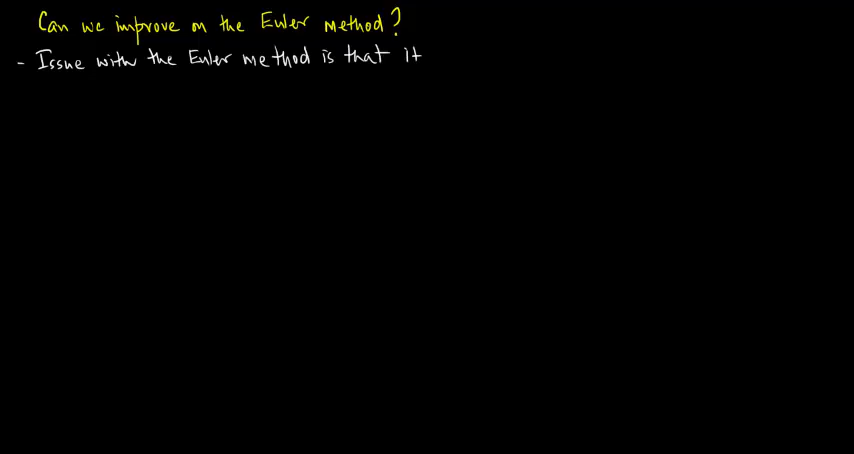 Can we improve on the Euler method?
- Issue with the Euler method is that it